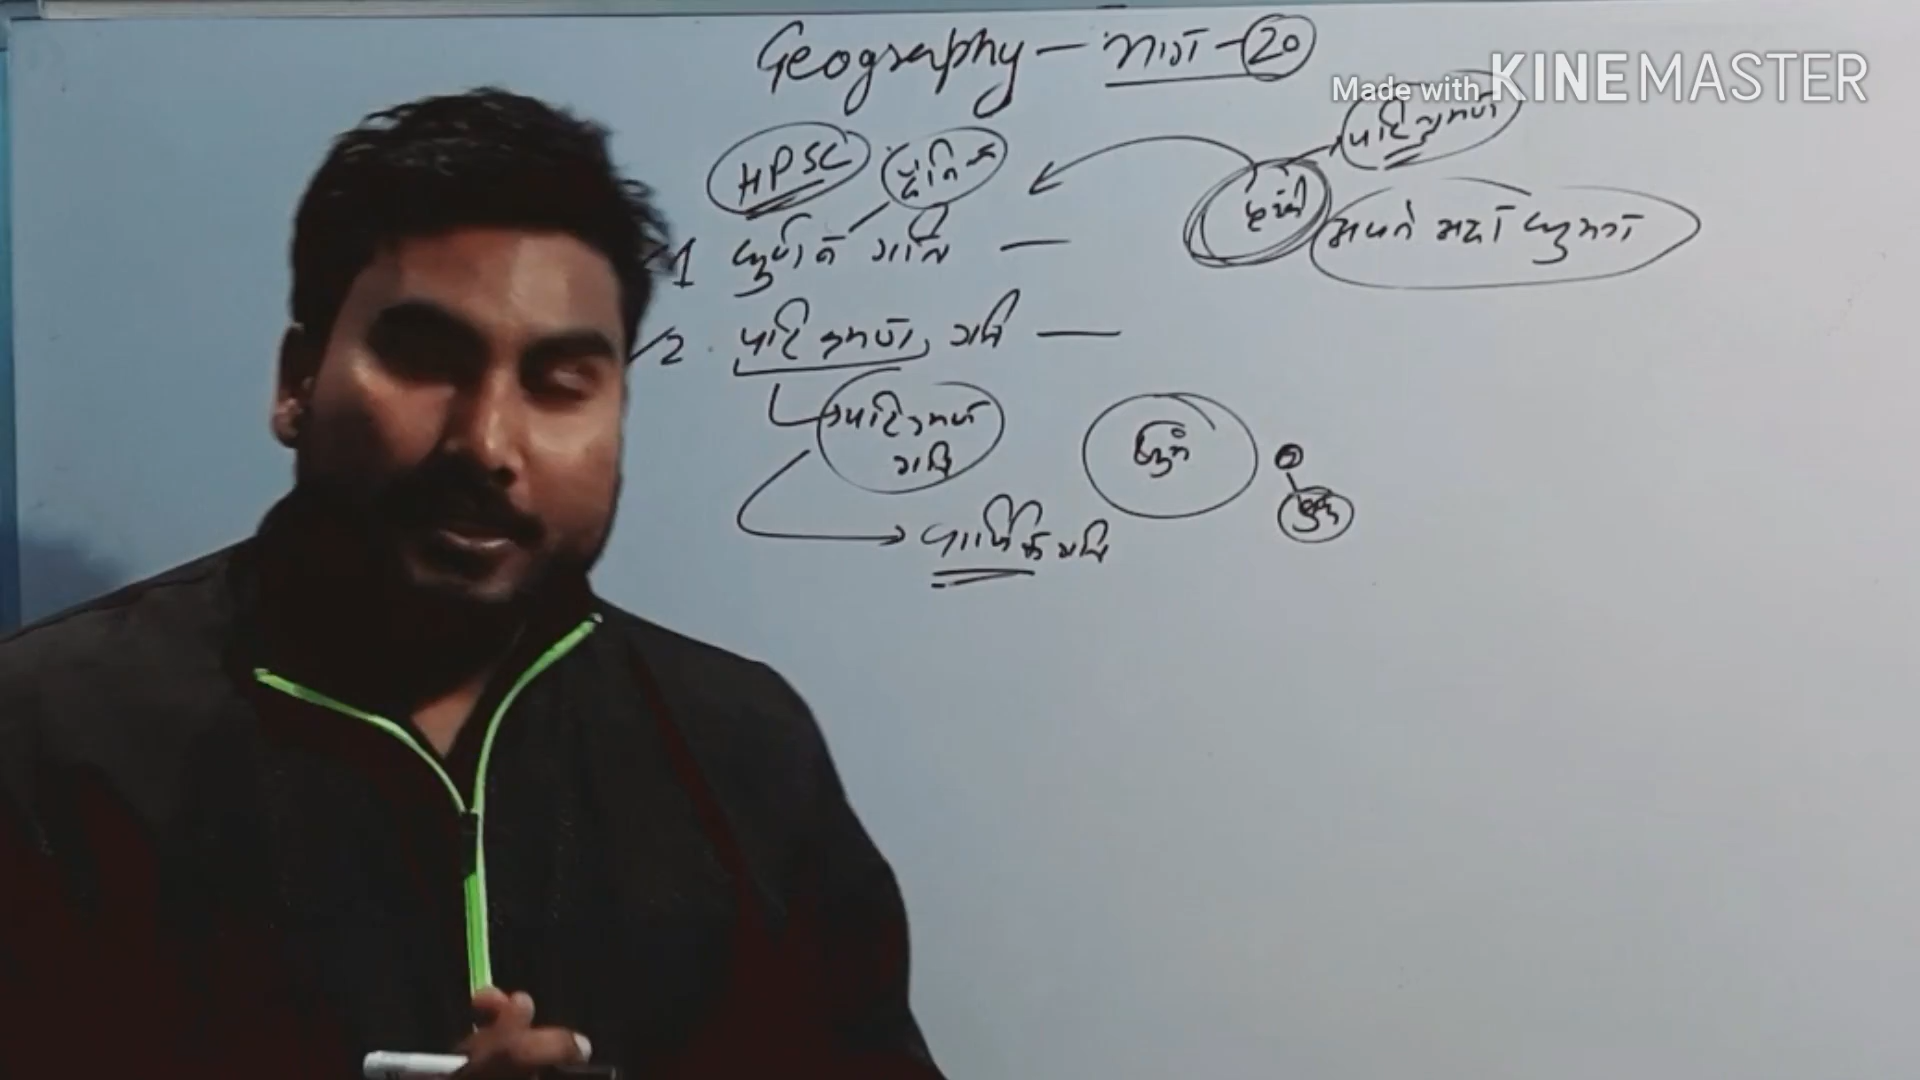 Geography - भाग - 20
Made with KINEMASTER
HPSC दैनिक
परिक्रमण
पृथ्वी
1 घूर्णन गति —
अपने अक्ष घूमना
2 परिक्रमण गति —
परिक्रमण
गति
सूर्य
वार्षिक गति